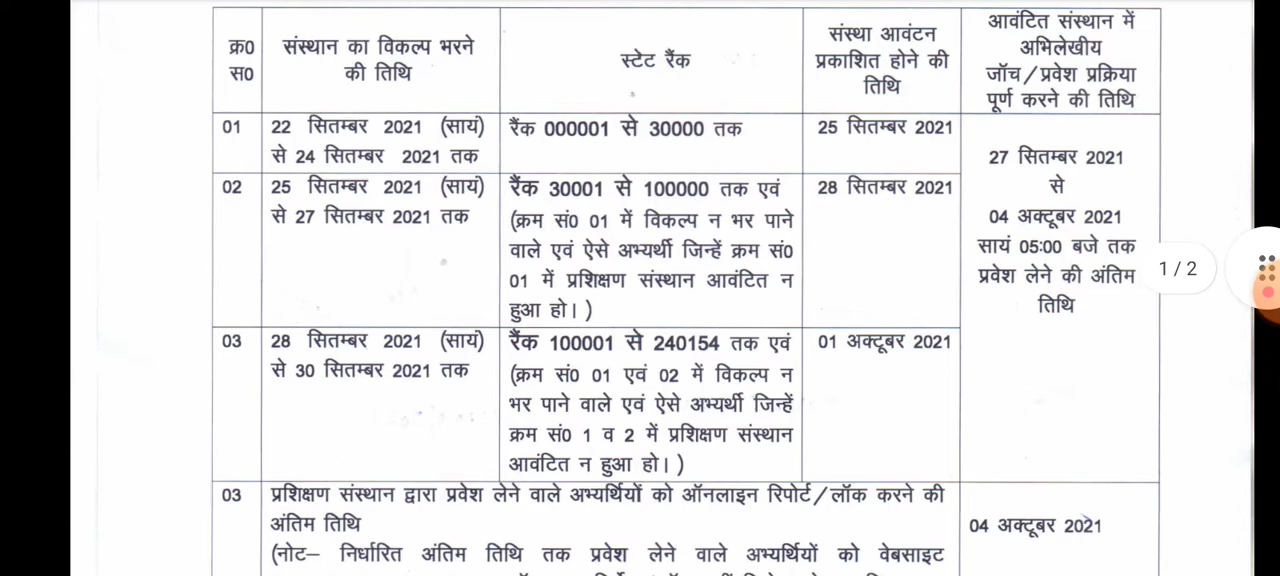 क्र0
स0
संस्थान का विकल्प भरने
की तिथि
स्टेट रैंक
संस्था आवंटन
प्रकाशित होने की
तिथि
आवंटित संस्थान में
अभिलेखीय
जॉच/प्रवेश प्रक्रिया
पूर्ण करने की तिथि
01
22 सितम्बर 2021 (सायं)
से 24 सितम्बर 2021 तक
रैंक 000001 से 30000 तक
25 सितम्बर 2021
27 सितम्बर 2021
से
04 अक्टूबर 2021
सायं 05:00 बजे तक
प्रवेश लेने की अंतिम
तिथि
02
25 सितम्बर 2021 (सायं)
से 27 सितम्बर 2021 तक
रैंक 30001 से 100000 तक एवं
(क्रम सं0 01 में विकल्प न भर पाने
वाले एवं ऐसे अभ्यर्थी जिन्हें क्रम सं0
01 में प्रशिक्षण संस्थान आवंटित न
हुआ हो।)
28 सितम्बर 2021
03
28 सितम्बर 2021 (सायं)
से 30 सितम्बर 2021 तक
रैंक 100001 से 240154 तक एवं
(क्रम सं0 01 एवं 02 में विकल्प न
भर पाने वाले एवं ऐसे अभ्यर्थी जिन्हें
क्रम सं0 1 व 2 में प्रशिक्षण संस्थान
आवंटित न हुआ हो।)
01 अक्टूबर 2021
03
प्रशिक्षण संस्थान द्वारा प्रवेश लेने वाले अभ्यर्थियों को ऑनलाइन रिपोर्ट/लॉक करने की
अंतिम तिथि
(नोट– निर्धारित अंतिम तिथि तक प्रवेश लेने वाले अभ्यर्थियों को वेबसाइट
04 अक्टूबर 2021
1 / 2